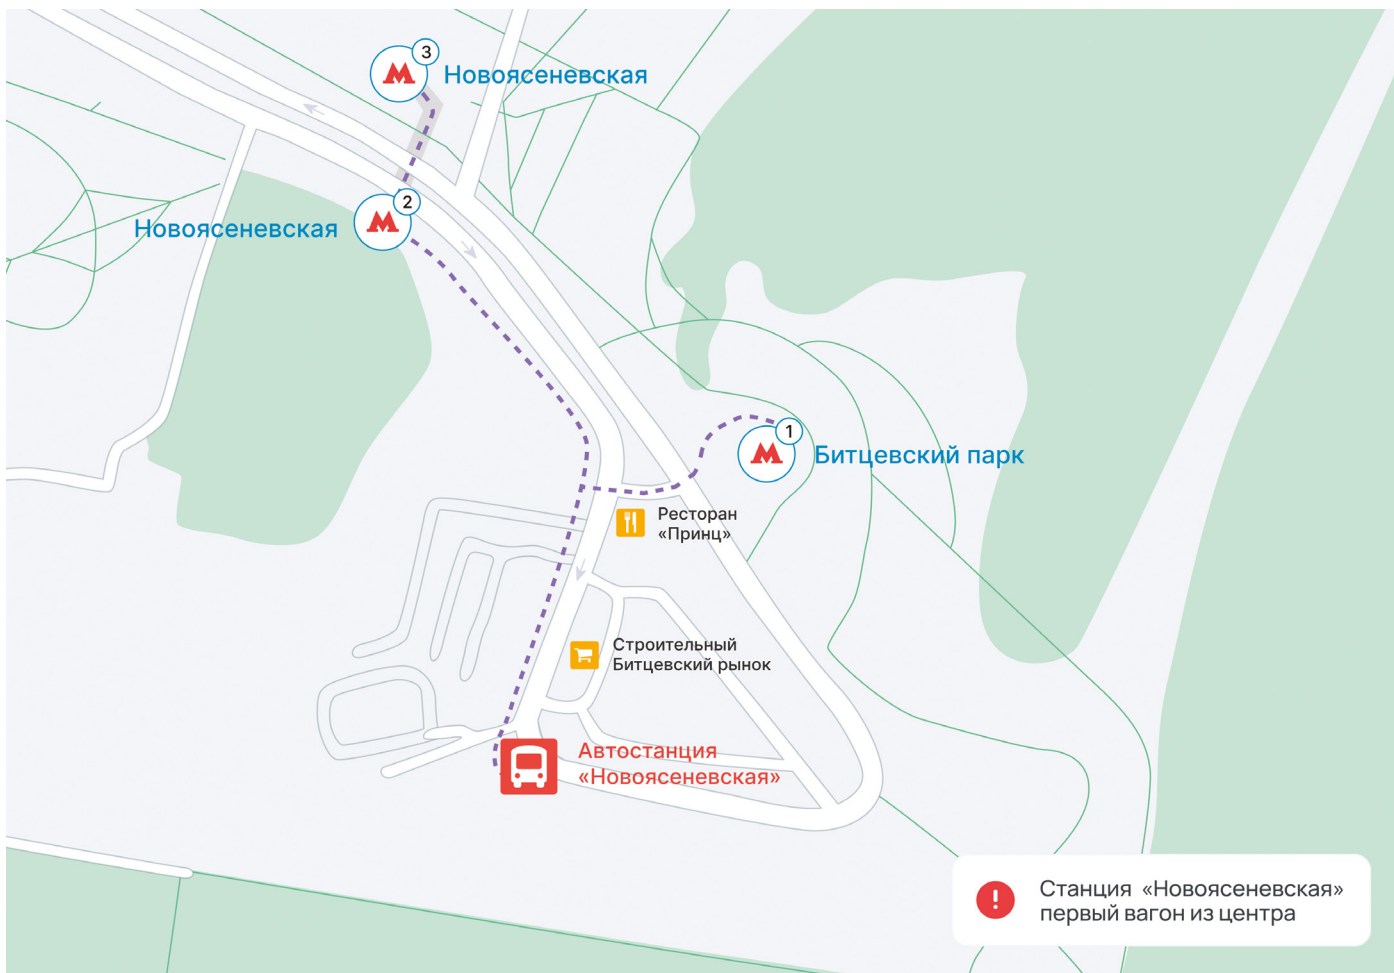 3
Новоясеневская
2
Новоясеневская
1
Битцевский парк
Ресторан
«Принц»
Строительный
Битцевский рынок
Автостанция
«Новоясеневская»
Станция «Новоясеневская»
первый вагон из центра